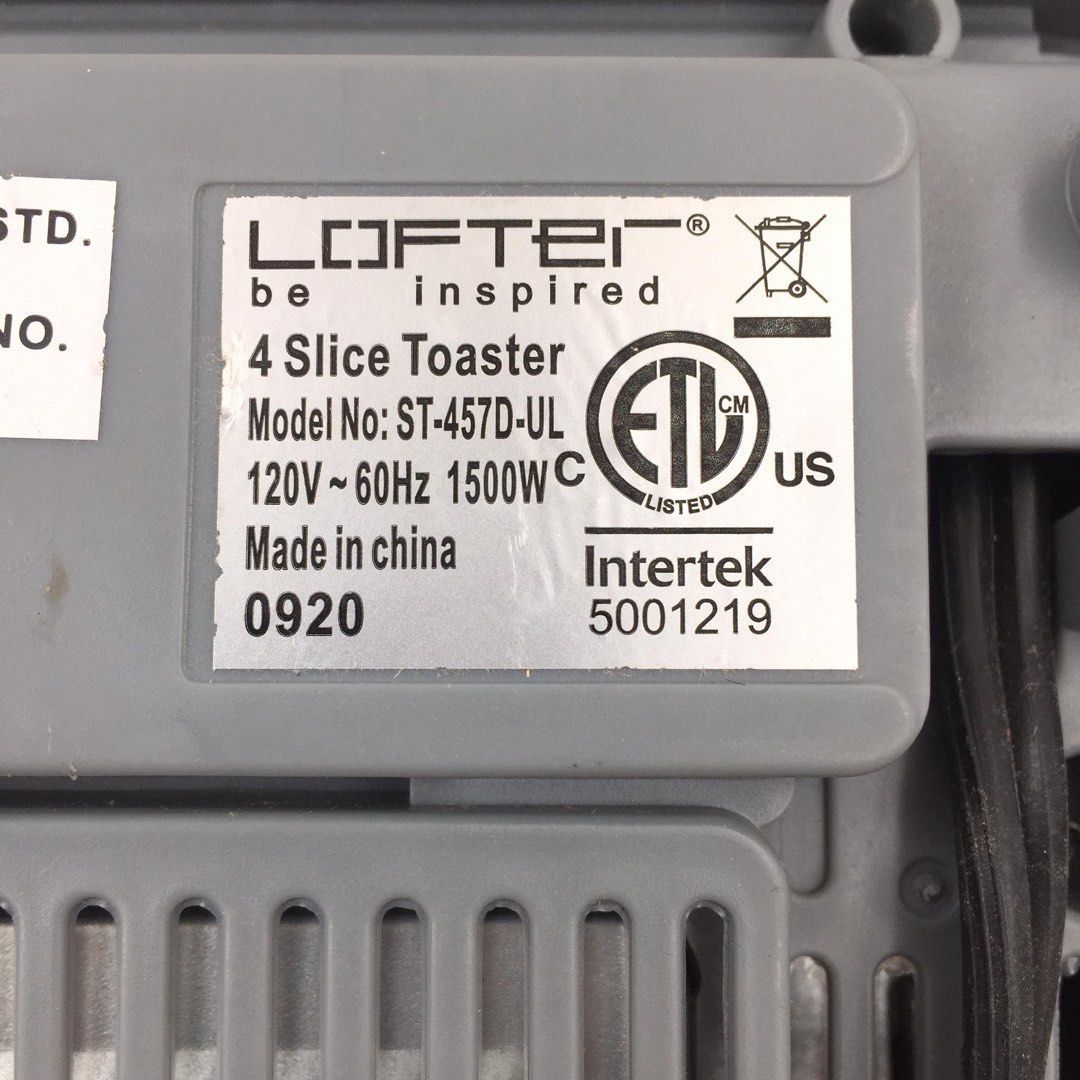 STD.
NO.
LOFTER®
be inspired
4 Slice Toaster
Model No: ST-457D-UL
120V ~ 60Hz 1500W
Made in china
0920
ETL CM
LISTED
C US
Intertek
5001219